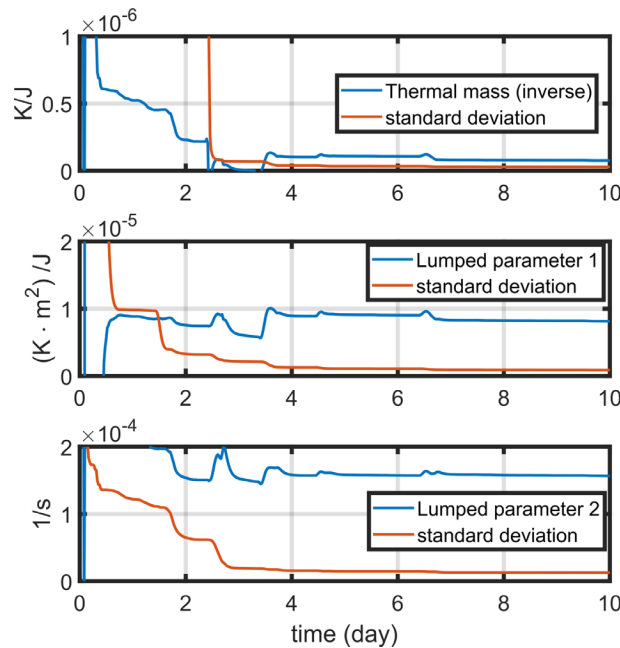 ×10⁻⁶
1
0.5
0
K/J
Thermal mass (inverse)
standard deviation
0 2 4 6 8 10
×10⁻⁵
2
1
0
(K · m²) /J
Lumped parameter 1
standard deviation
0 2 4 6 8 10
×10⁻⁴
2
1
0
1/s
Lumped parameter 2
standard deviation
0 2 4 6 8 10
time (day)